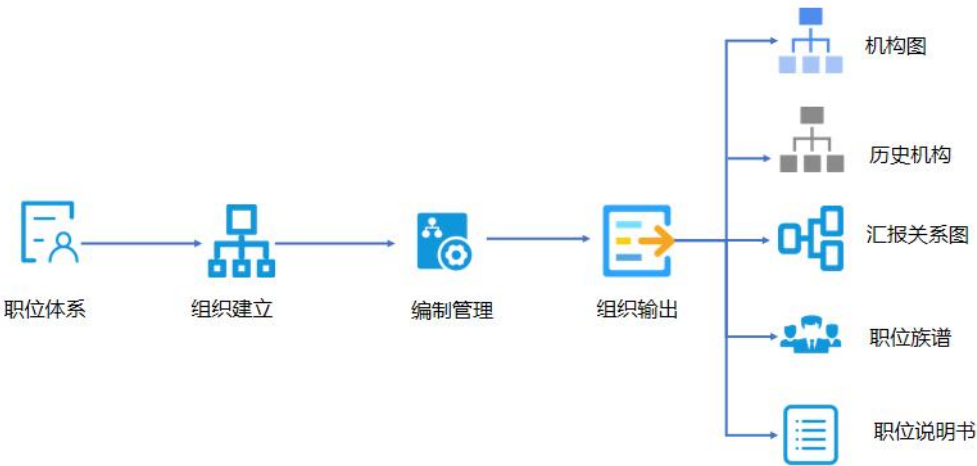 机构图
历史机构
汇报关系图
职位体系
组织建立
编制管理
组织输出
职位族谱
职位说明书